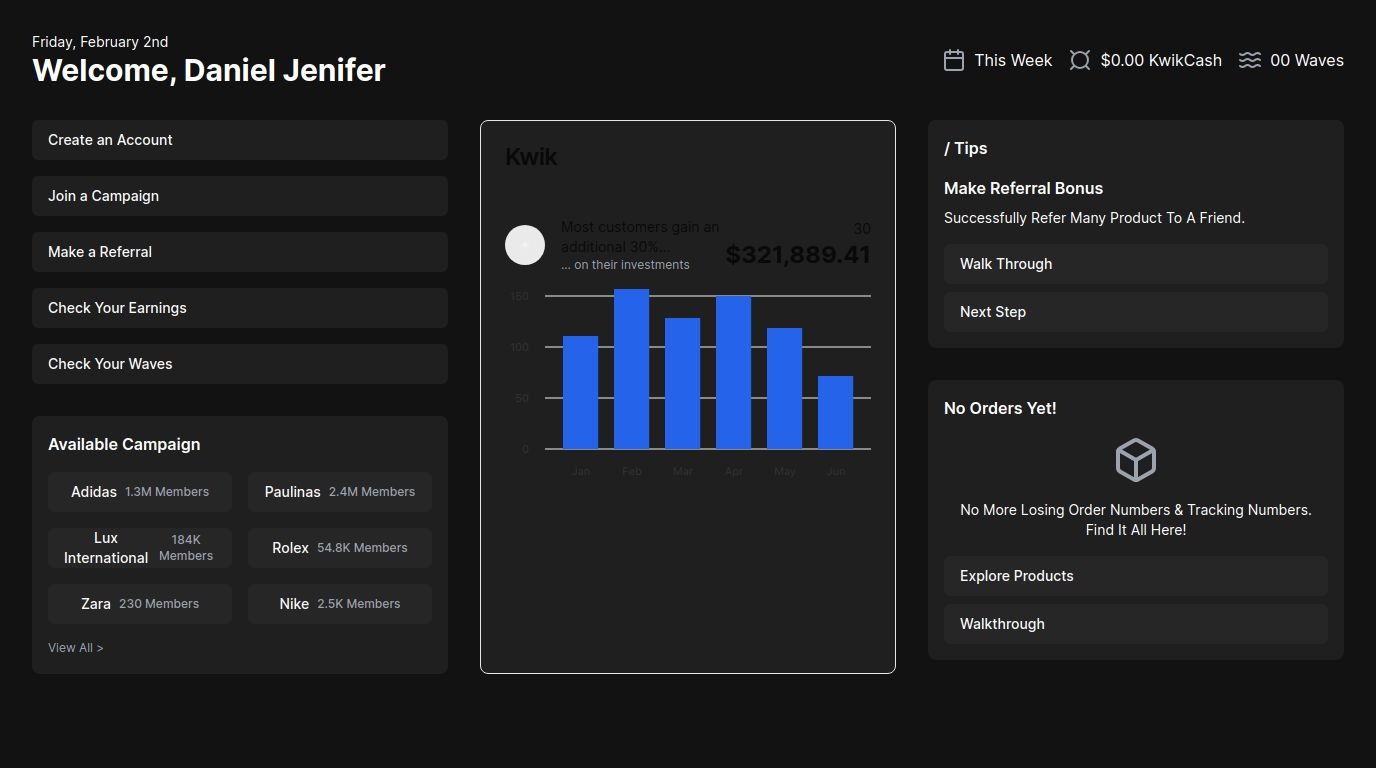 Friday, February 2nd
Welcome, Daniel Jenifer
This Week
$0.00 KwikCash
00 Waves
Create an Account
Join a Campaign
Make a Referral
Check Your Earnings
Check Your Waves
Available Campaign
Adidas 1.3M Members
Paulinas 2.4M Members
Lux
International
184K
Members
Rolex 54.8K Members
Zara 230 Members
Nike 2.5K Members
View All >
Kwik
Most customers gain an
additional 30%...
... on their investments
30
$321,889.41
150
100
50
0
Jan Feb Mar Apr May Jun
/ Tips
Make Referral Bonus
Successfully Refer Many Product To A Friend.
Walk Through
Next Step
No Orders Yet!
No More Losing Order Numbers & Tracking Numbers.
Find It All Here!
Explore Products
Walkthrough